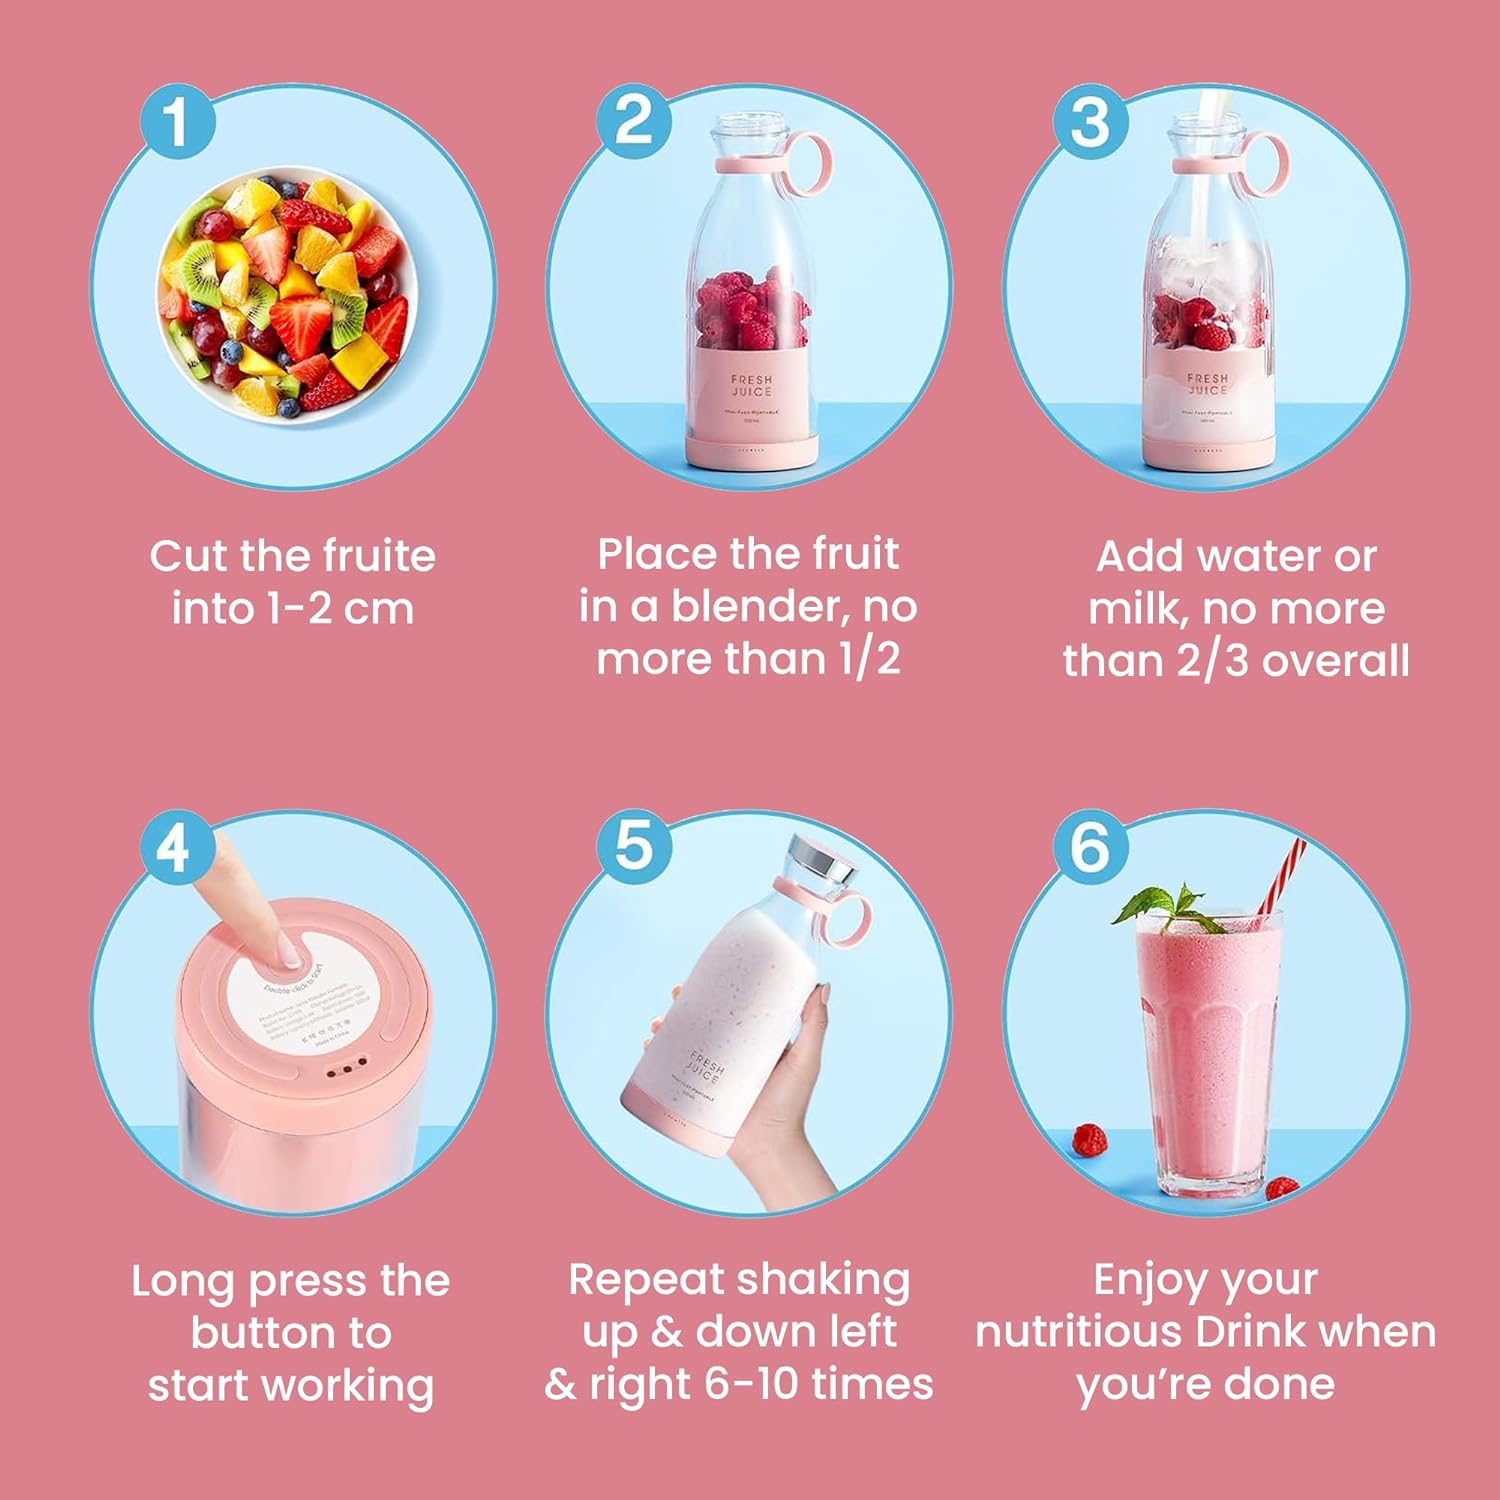 1
Cut the fruite
into 1-2 cm
2
FRESH
JUICE
Place the fruit
in a blender, no
more than 1/2
3
FRESH
JUICE
Add water or
milk, no more
than 2/3 overall
4
Double-click to Start
Made in China
Long press the
button to
start working
5
FRESH
JUICE
Repeat shaking
up & down left
& right 6-10 times
6
Enjoy your
nutritious Drink when
you're done